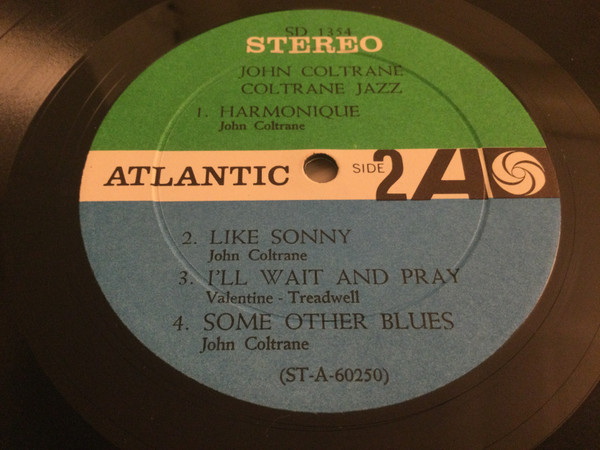 SD 1354
STEREO
JOHN COLTRANE
COLTRANE JAZZ
1. HARMONIQUE
John Coltrane
ATLANTIC SIDE 2 A
2. LIKE SONNY
John Coltrane
3. I'LL WAIT AND PRAY
Valentine - Treadwell
4. SOME OTHER BLUES
John Coltrane
(ST-A-60250)